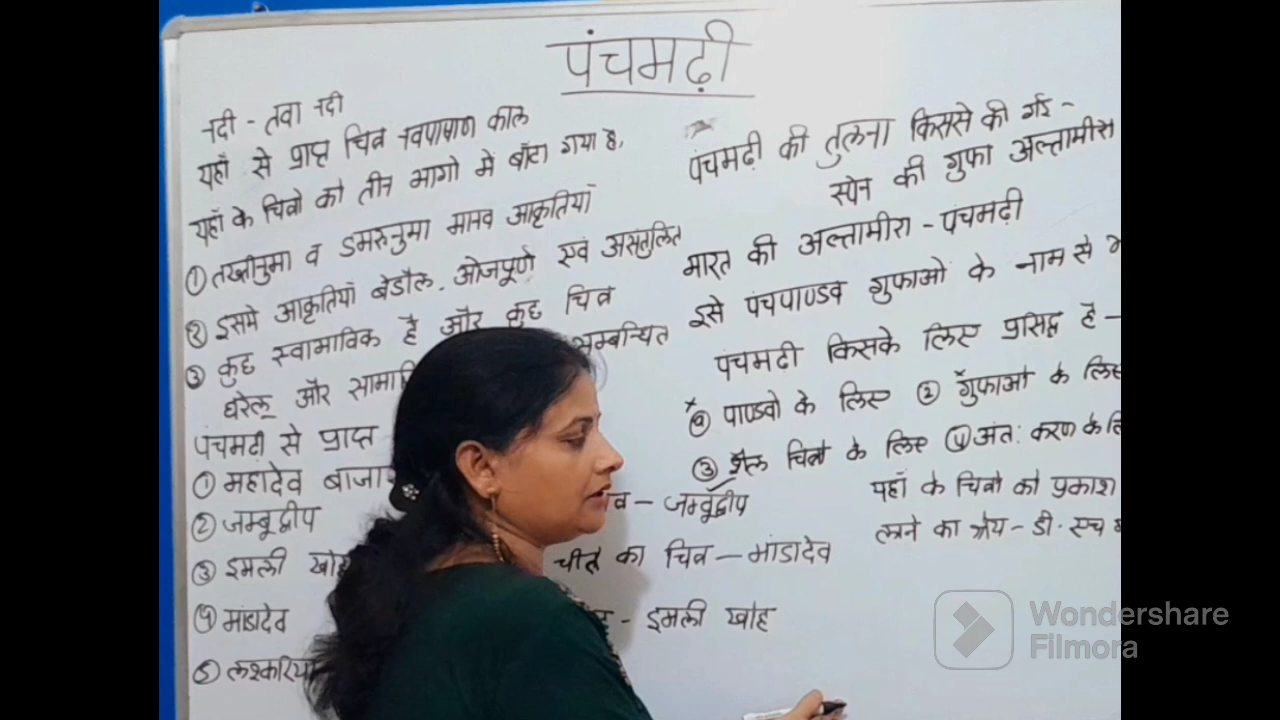 पंचमढ़ी
नदी - तवा नदी
यहाँ से प्राप्त चित्र नवपाषाण काल
यहाँ के चित्रो को तीन भागो में बाँटा गया है,
① तख्तीनुमा व डमरुनुमा मानव आकृतियाँ
② इसमे आकृतियाँ बेडौल, ओजपूर्ण एवं असंतुलित
③ कुछ स्वाभाविक है और कुछ चित्र
घरेलू और सामाजि सम्बन्धित
पंचमढ़ी से प्राप्त
① महादेव बाजा
② जम्बूद्वीप
③ इमली खोह
④ मांडादेव
⑤ लश्करिया
पंचमढ़ी की तुलना किससे की गई -
स्पेन की गुफा अल्तामीरा
भारत की अल्तामीरा - पंचमढ़ी
इसे पंचपाण्डव गुफाओं के नाम से
पंचमढ़ी किसके लिए प्रसिद्ध है -
पाण्डवो के लिए ② गुफाओं के लिए
③ शैल चित्रो के लिए ④ अंतः करण के लि
यहाँ के चित्रो को प्रकाश
लाने का श्रेय - डी. एच
- जम्बूद्वीप
चीते का चित्र - मांडादेव
- इमली खोह
Wondershare
Filmora